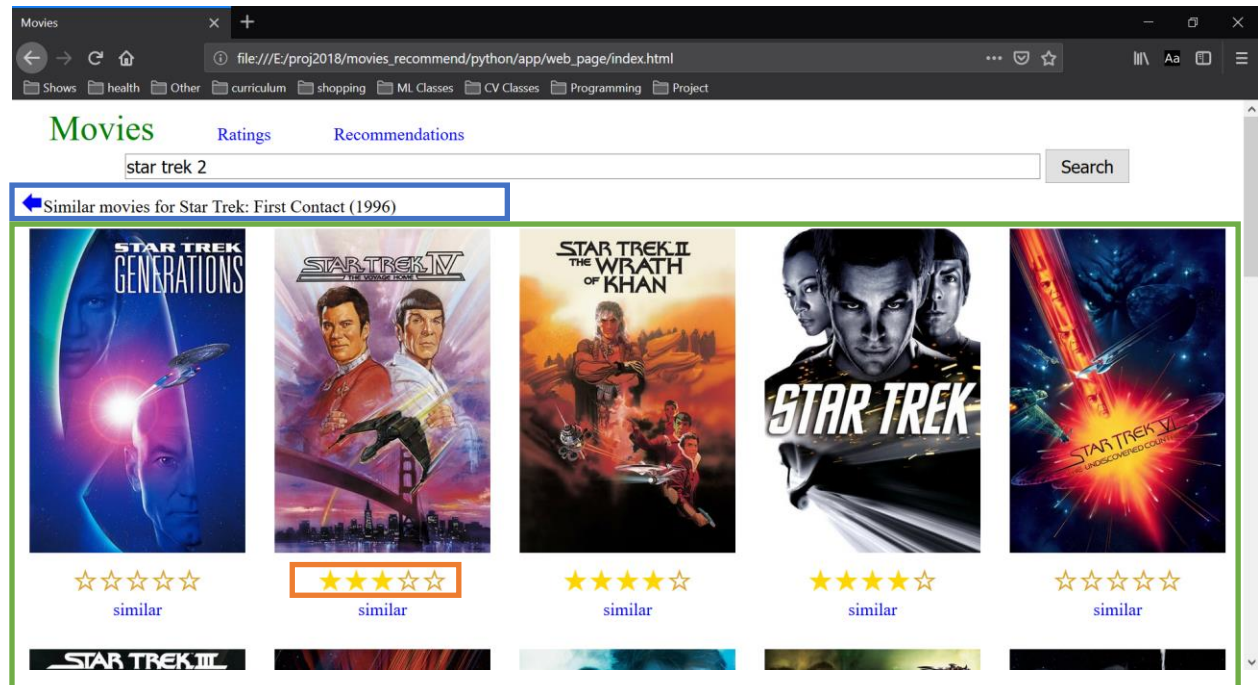 Movies
file:///E:/proj2018/movies_recommend/python/app/web_page/index.html
Aa
Shows health Other curriculum shopping ML Classes CV Classes Programming Project
Movies Ratings Recommendations
star trek 2 Search
Similar movies for Star Trek: First Contact (1996)
STAR TREK
GENERATIONS
STAR TREK IV
THE VOYAGE HOME
STAR TREK II
THE WRATH
OF KHAN
STAR TREK
STAR TREK VI
UNDISCOVERED COUNTRY
similar similar similar similar similar
STAR TREK III